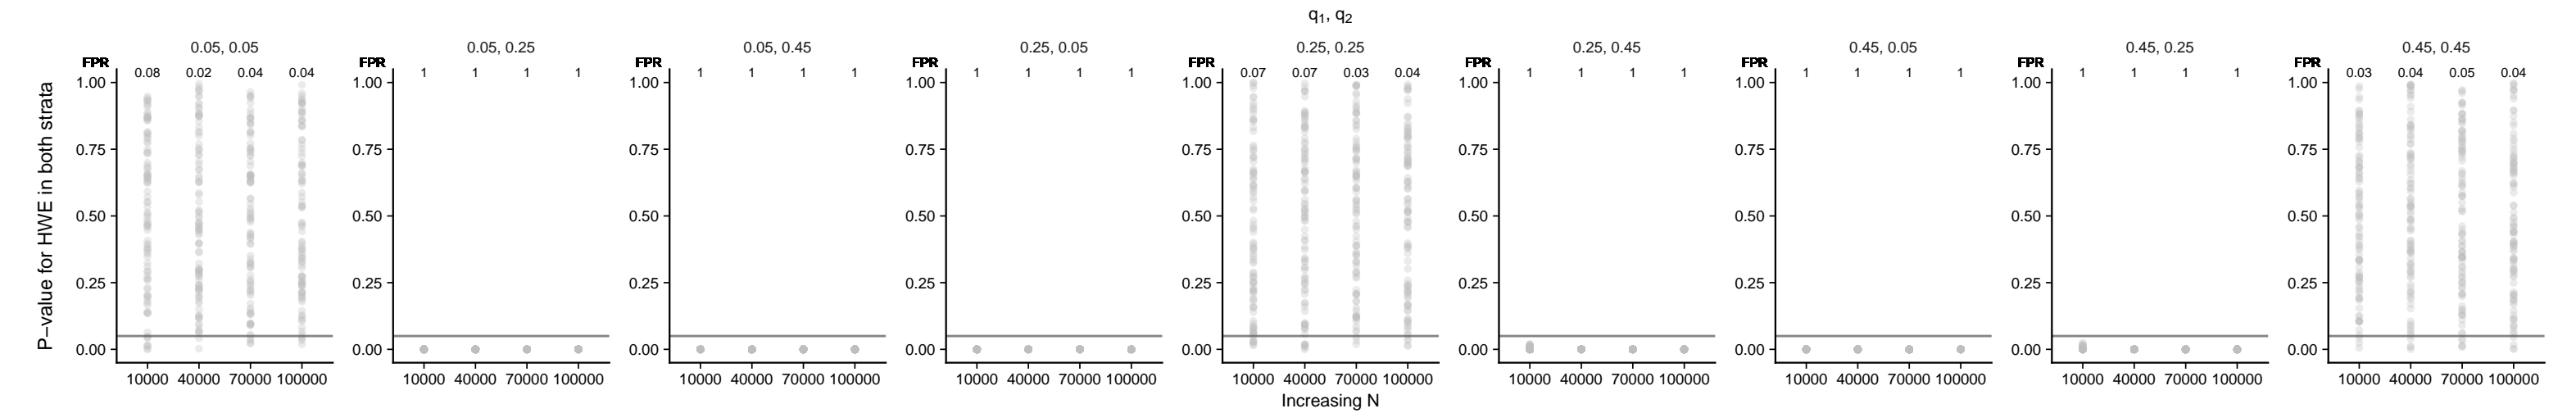 q1, q2
0.05, 0.05 0.05, 0.25 0.05, 0.45 0.25, 0.05 0.25, 0.25 0.25, 0.45 0.45, 0.05 0.45, 0.25 0.45, 0.45
FPR FPR FPR FPR FPR FPR FPR FPR FPR
0.08 0.02 0.04 0.04 1 1 1 1 1 1 1 1 1 1 1 1 0.07 0.07 0.03 0.04 1 1 1 1 1 1 1 1 1 1 1 1 0.03 0.04 0.05 0.04
1.00 1.00 1.00 1.00 1.00 1.00 1.00 1.00 1.00
0.75 0.75 0.75 0.75 0.75 0.75 0.75 0.75 0.75
0.50 0.50 0.50 0.50 0.50 0.50 0.50 0.50 0.50
0.25 0.25 0.25 0.25 0.25 0.25 0.25 0.25 0.25
0.00 0.00 0.00 0.00 0.00 0.00 0.00 0.00 0.00
P−value for HWE in both strata
10000 40000 70000 100000 10000 40000 70000 100000 10000 40000 70000 100000 10000 40000 70000 100000 10000 40000 70000 100000 10000 40000 70000 100000 10000 40000 70000 100000 10000 40000 70000 100000 10000 40000 70000 100000
Increasing N